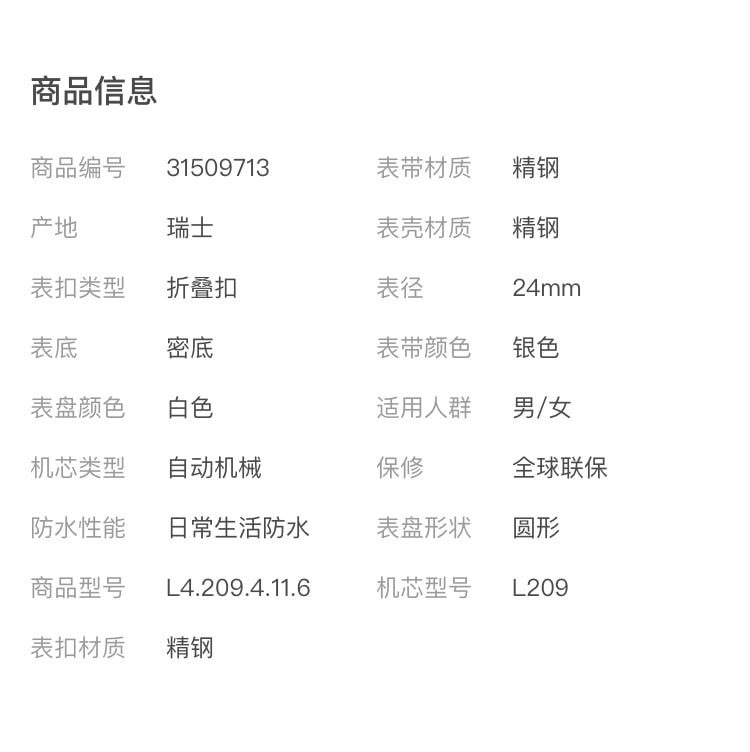 商品信息
商品编号 31509713 表带材质 精钢
产地 瑞士 表壳材质 精钢
表扣类型 折叠扣 表径 24mm
表底 密底 表带颜色 银色
表盘颜色 白色 适用人群 男/女
机芯类型 自动机械 保修 全球联保
防水性能 日常生活防水 表盘形状 圆形
商品型号 L4.209.4.11.6 机芯型号 L209
表扣材质 精钢